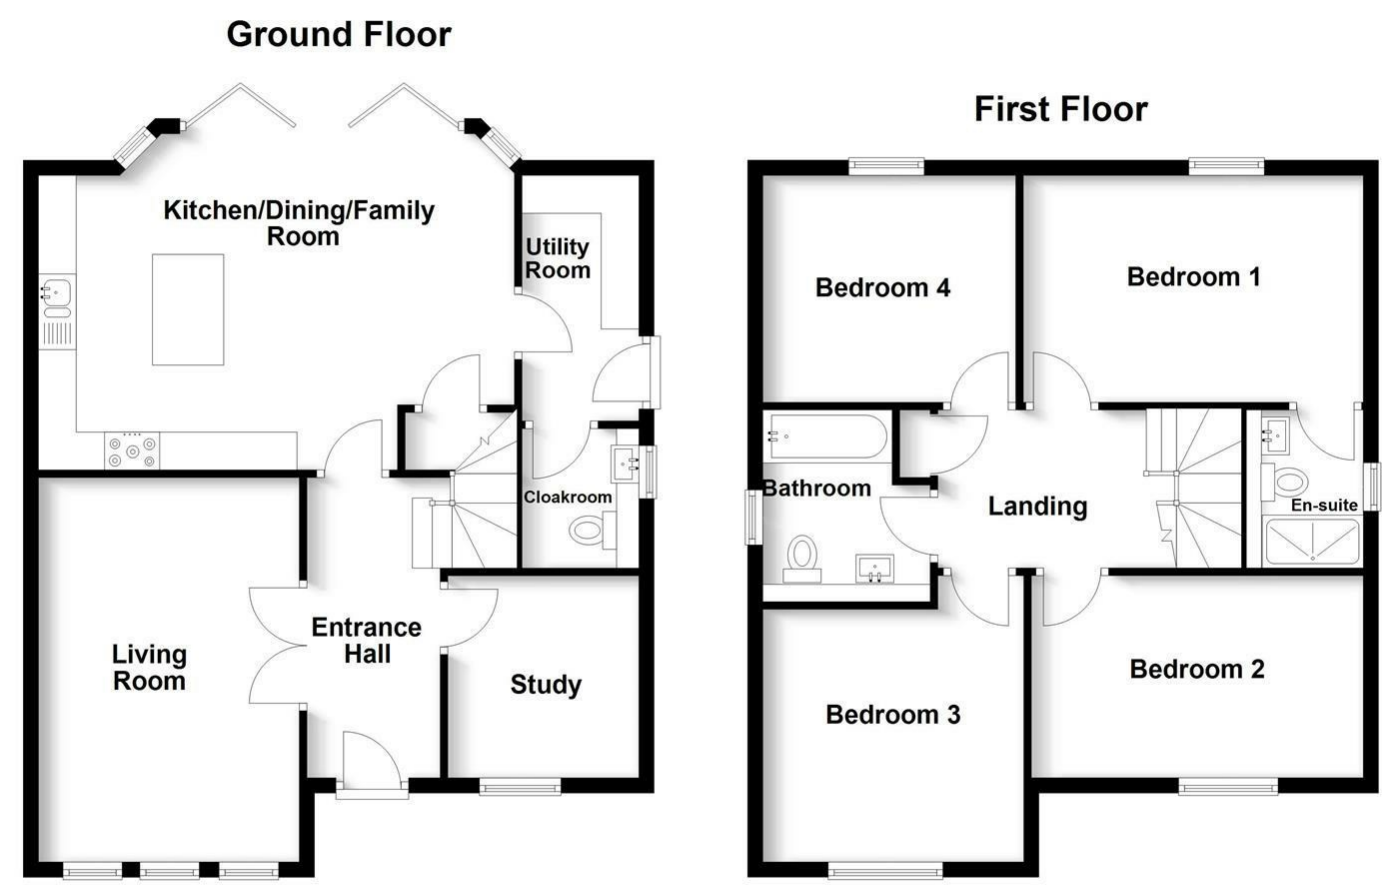 Ground Floor
Kitchen/Dining/Family
Room
Utility
Room
Cloakroom
Entrance
Hall
Living
Room
Study
First Floor
Bedroom 4
Bedroom 1
Bathroom
Landing
En-suite
Bedroom 3
Bedroom 2